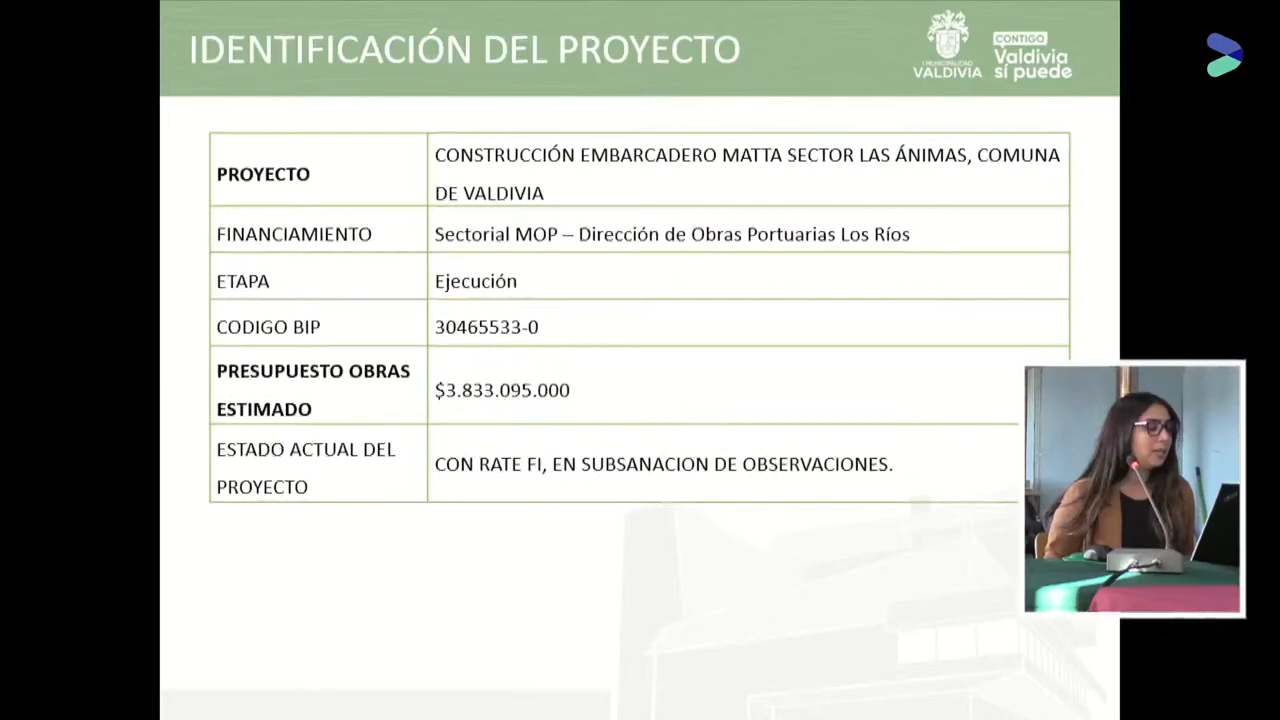 IDENTIFICACIÓN DEL PROYECTO
I. MUNICIPALIDAD
VALDIVIA
CONTIGO
Valdivia
sí puede
PROYECTO
CONSTRUCCIÓN EMBARCADERO MATTA SECTOR LAS ÁNIMAS, COMUNA
DE VALDIVIA
FINANCIAMIENTO
Sectorial MOP – Dirección de Obras Portuarias Los Ríos
ETAPA
Ejecución
CODIGO BIP
30465533-0
PRESUPUESTO OBRAS
ESTIMADO
$3.833.095.000
ESTADO ACTUAL DEL
PROYECTO
CON RATE FI, EN SUBSANACION DE OBSERVACIONES.